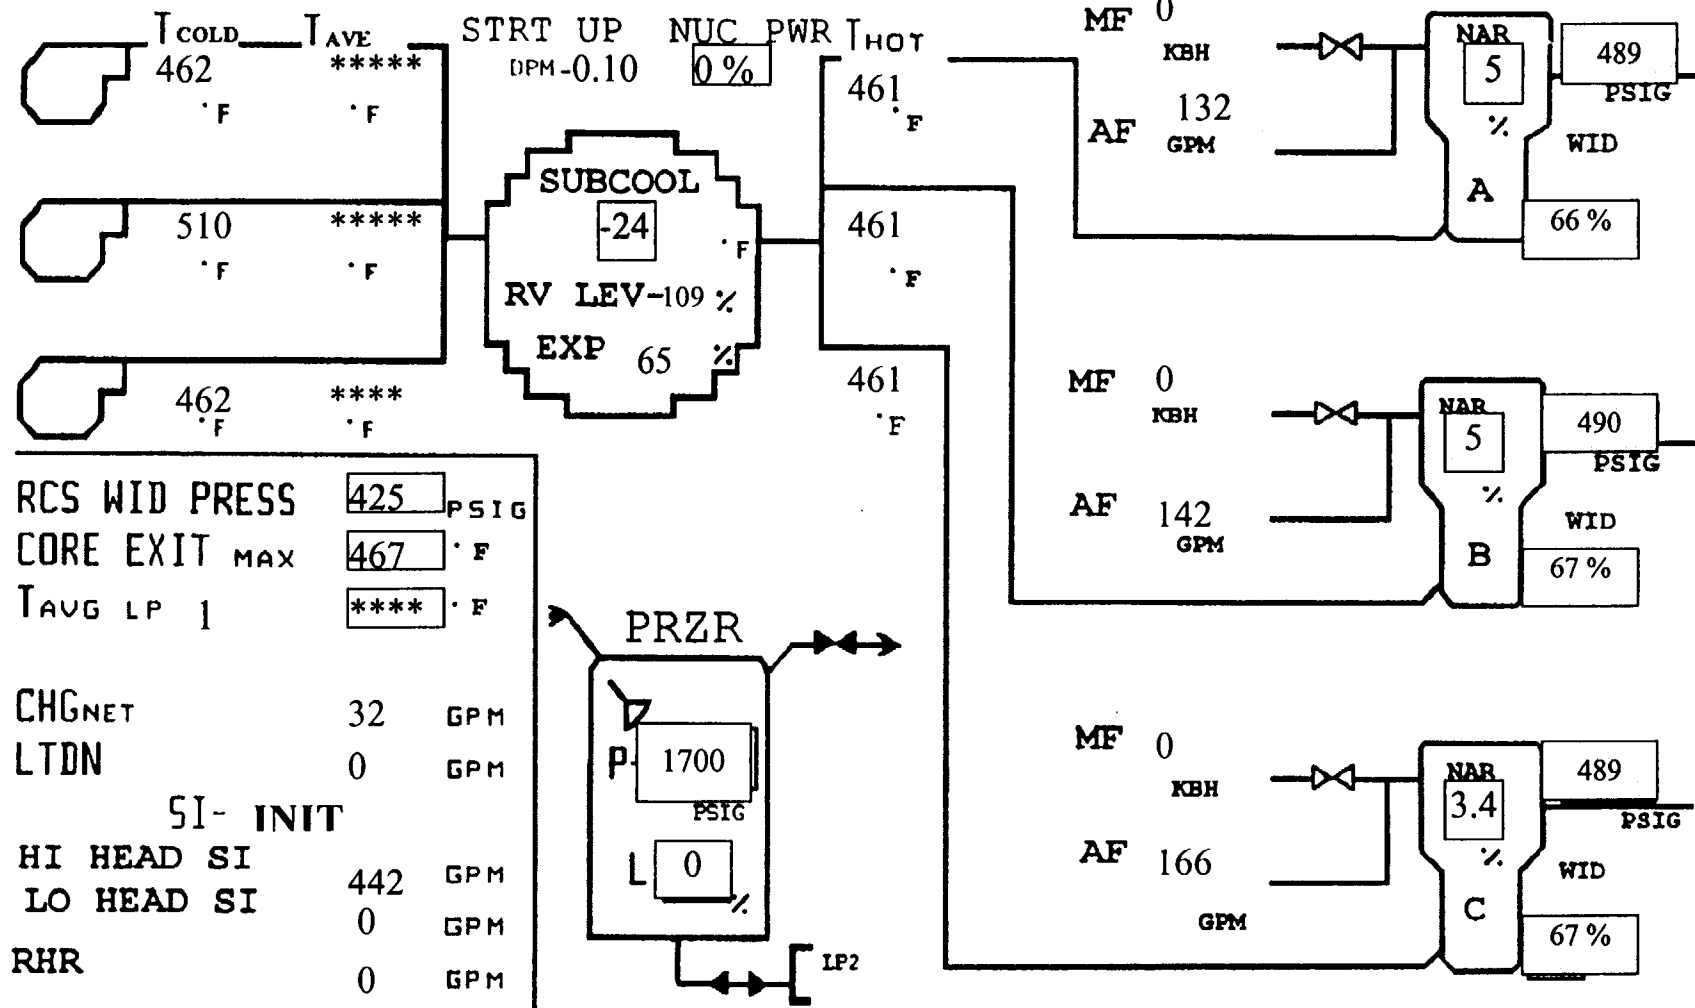 T COLD T AVE STRT UP NUC PWR T HOT
462 ***** DPM -0.10 0 % 461
°F °F °F
510 ***** 461
°F °F °F
462 **** 461
°F °F °F
SUBCOOL
-24 °F
RV LEV-109 %
EXP 65 %
RCS WID PRESS 425 PSIG
CORE EXIT MAX 467 °F
TAVG LP 1 **** °F
CHGNET 32 GPM
LTDN 0 GPM
SI- INIT
HI HEAD SI 442 GPM
LO HEAD SI 0 GPM
RHR 0 GPM
PRZR
P 1700
PSIG
L 0
%
LP2
MF 0
KBH
AF 132
GPM
NAR
5
%
A
489
PSIG
WID
66 %
MF 0
KBH
AF 142
GPM
NAR
5
%
B
490
PSIG
WID
67 %
MF 0
KBH
AF 166
GPM
NAR
3.4
%
C
489
PSIG
WID
67 %